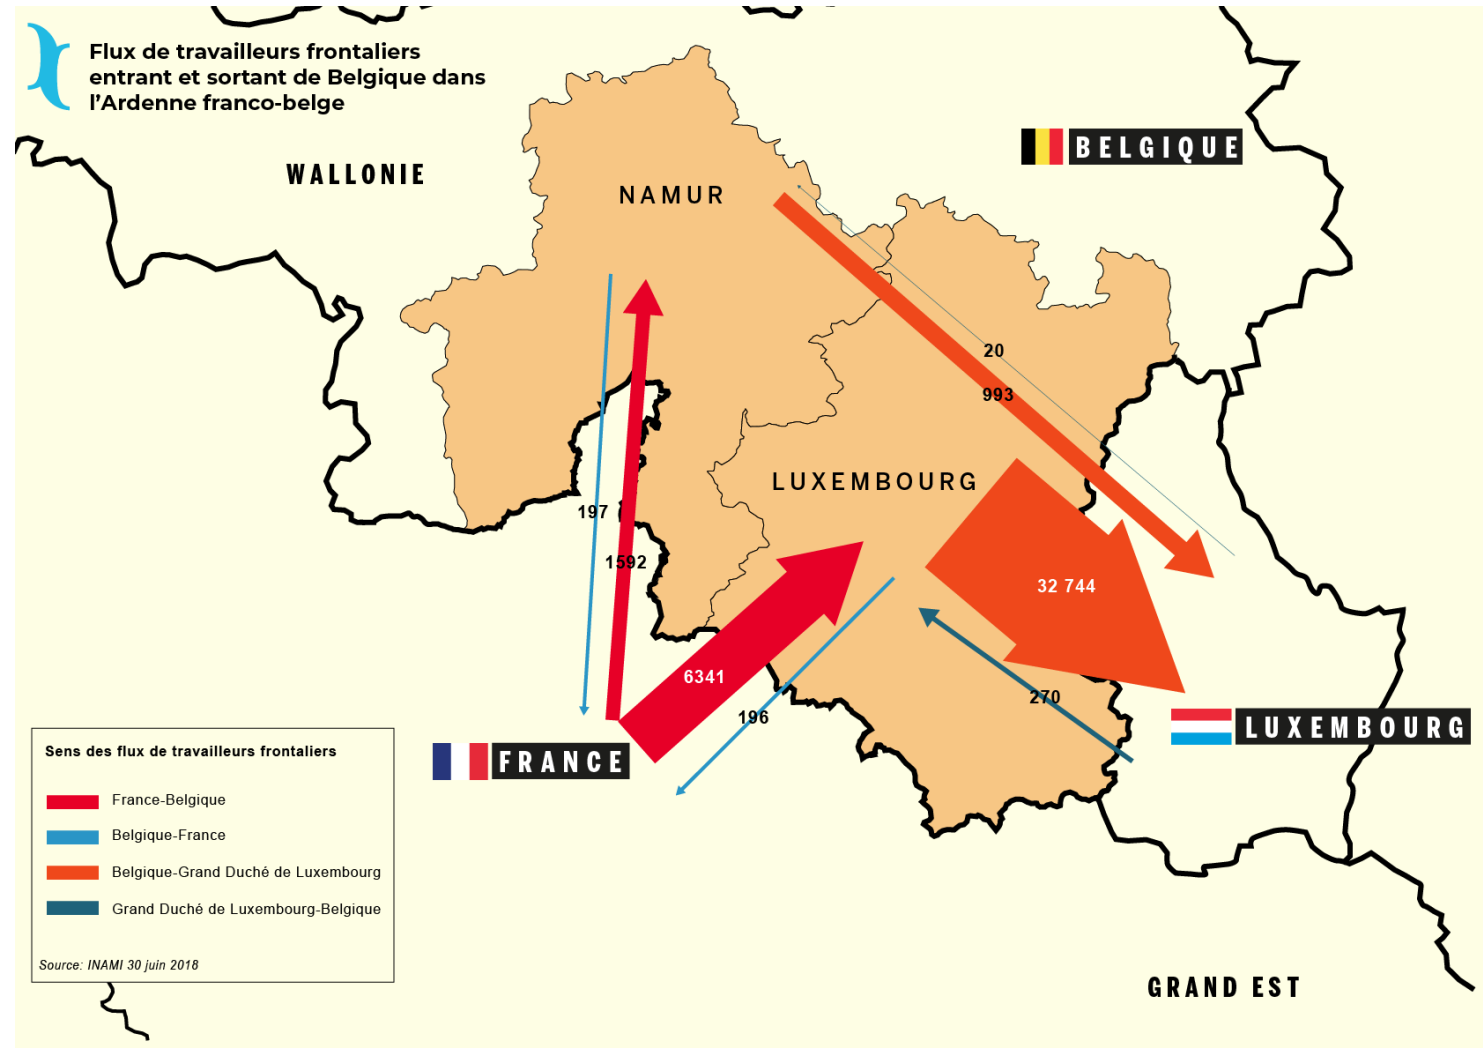 Flux de travailleurs frontaliers
entrant et sortant de Belgique dans
l'Ardenne franco-belge
WALLONIE
BELGIQUE
NAMUR
20
993
LUXEMBOURG
197
1592
32 744
6341
270
196
LUXEMBOURG
FRANCE
Sens des flux de travailleurs frontaliers
France-Belgique
Belgique-France
Belgique-Grand Duché de Luxembourg
Grand Duché de Luxembourg-Belgique
Source: INAMI 30 juin 2018
GRAND EST